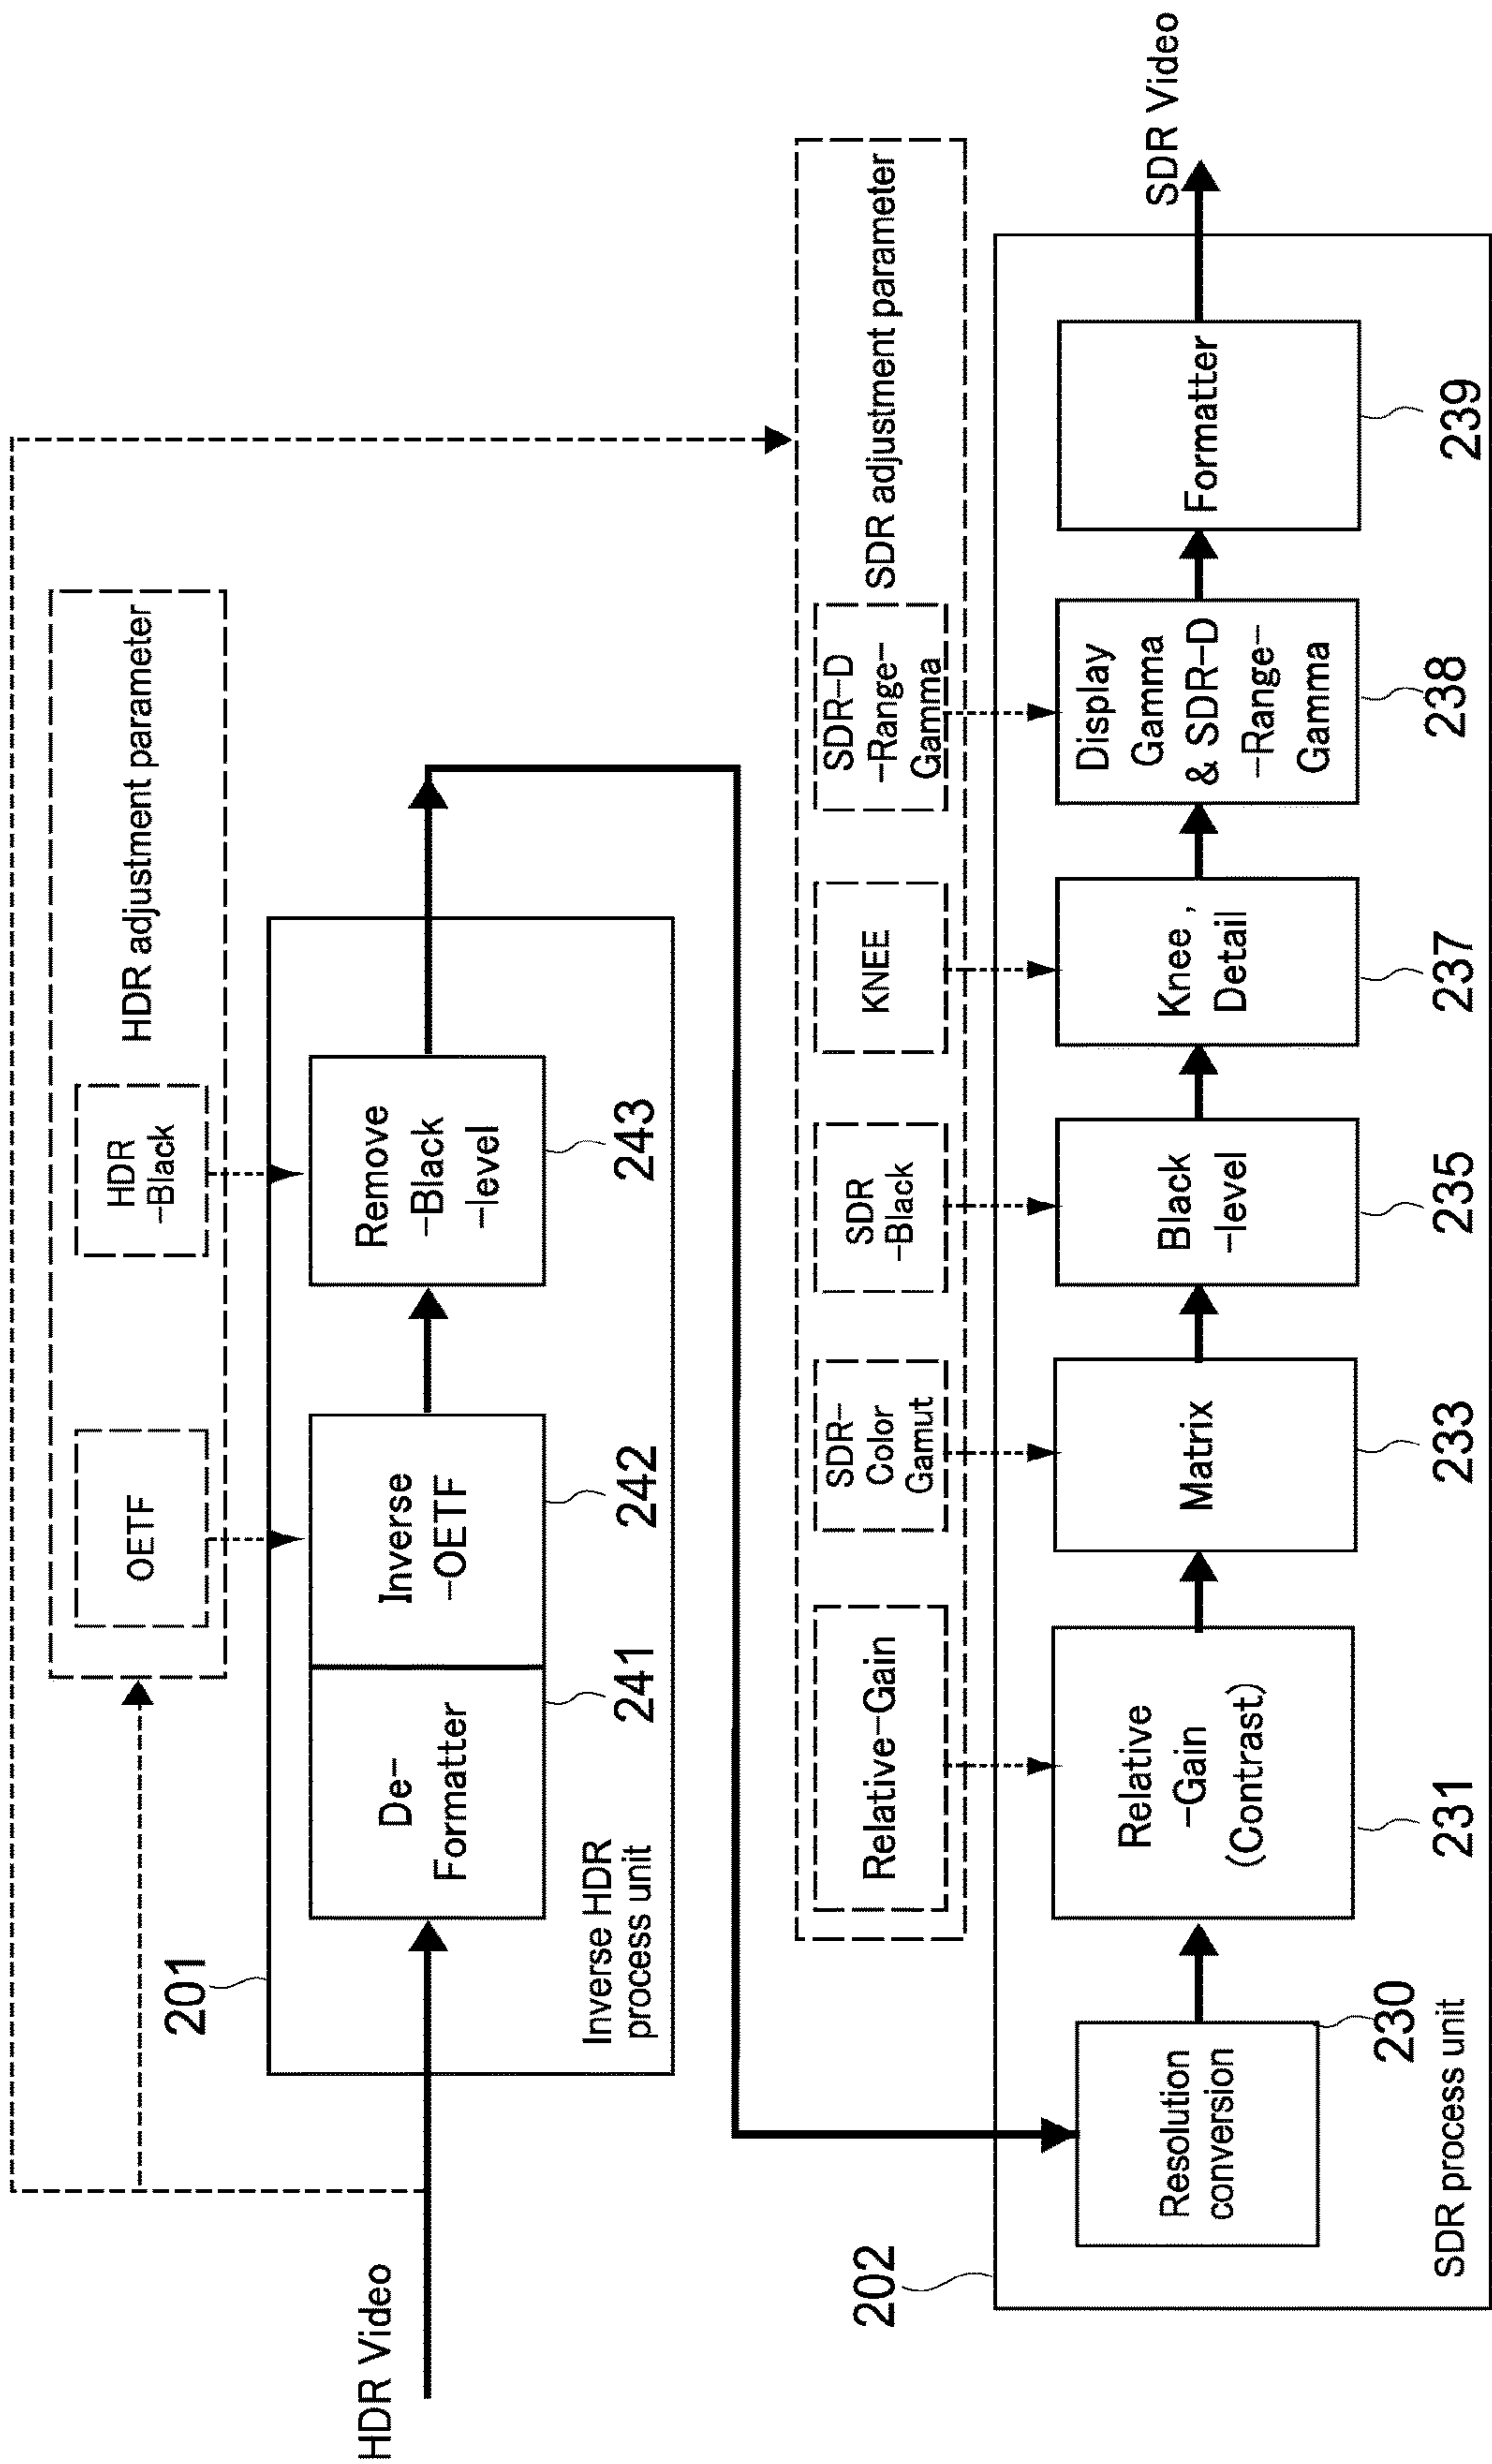 HDR adjustment parameter
OETF
HDR
-Black
201
HDR Video
De-
Formatter
Inverse
-OETF
Remove
-Black
-level
241
242
243
Inverse HDR
process unit
SDR adjustment parameter
Relative-Gain
SDR-
Color
Gamut
SDR
-Black
KNEE
SDR-D
-Range-
Gamma
202
SDR Video
Resolution
conversion
Relative
-Gain
(Contrast)
Matrix
Black
-level
Knee,
Detail
Display
Gamma
& SDR-D
-Range-
Gamma
Formatter
230
231
233
235
237
238
239
SDR process unit